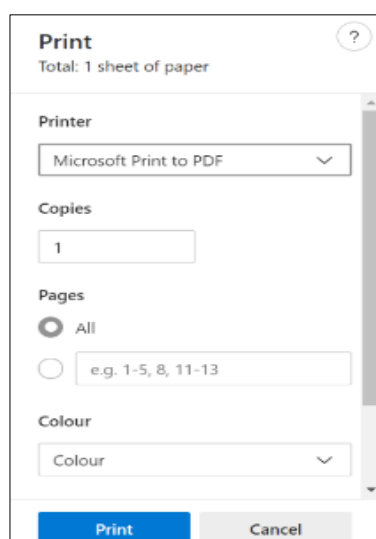 Print
?
Total: 1 sheet of paper
Printer
Microsoft Print to PDF
Copies
1
Pages
All
e.g. 1-5, 8, 11-13
Colour
Colour
Print Cancel